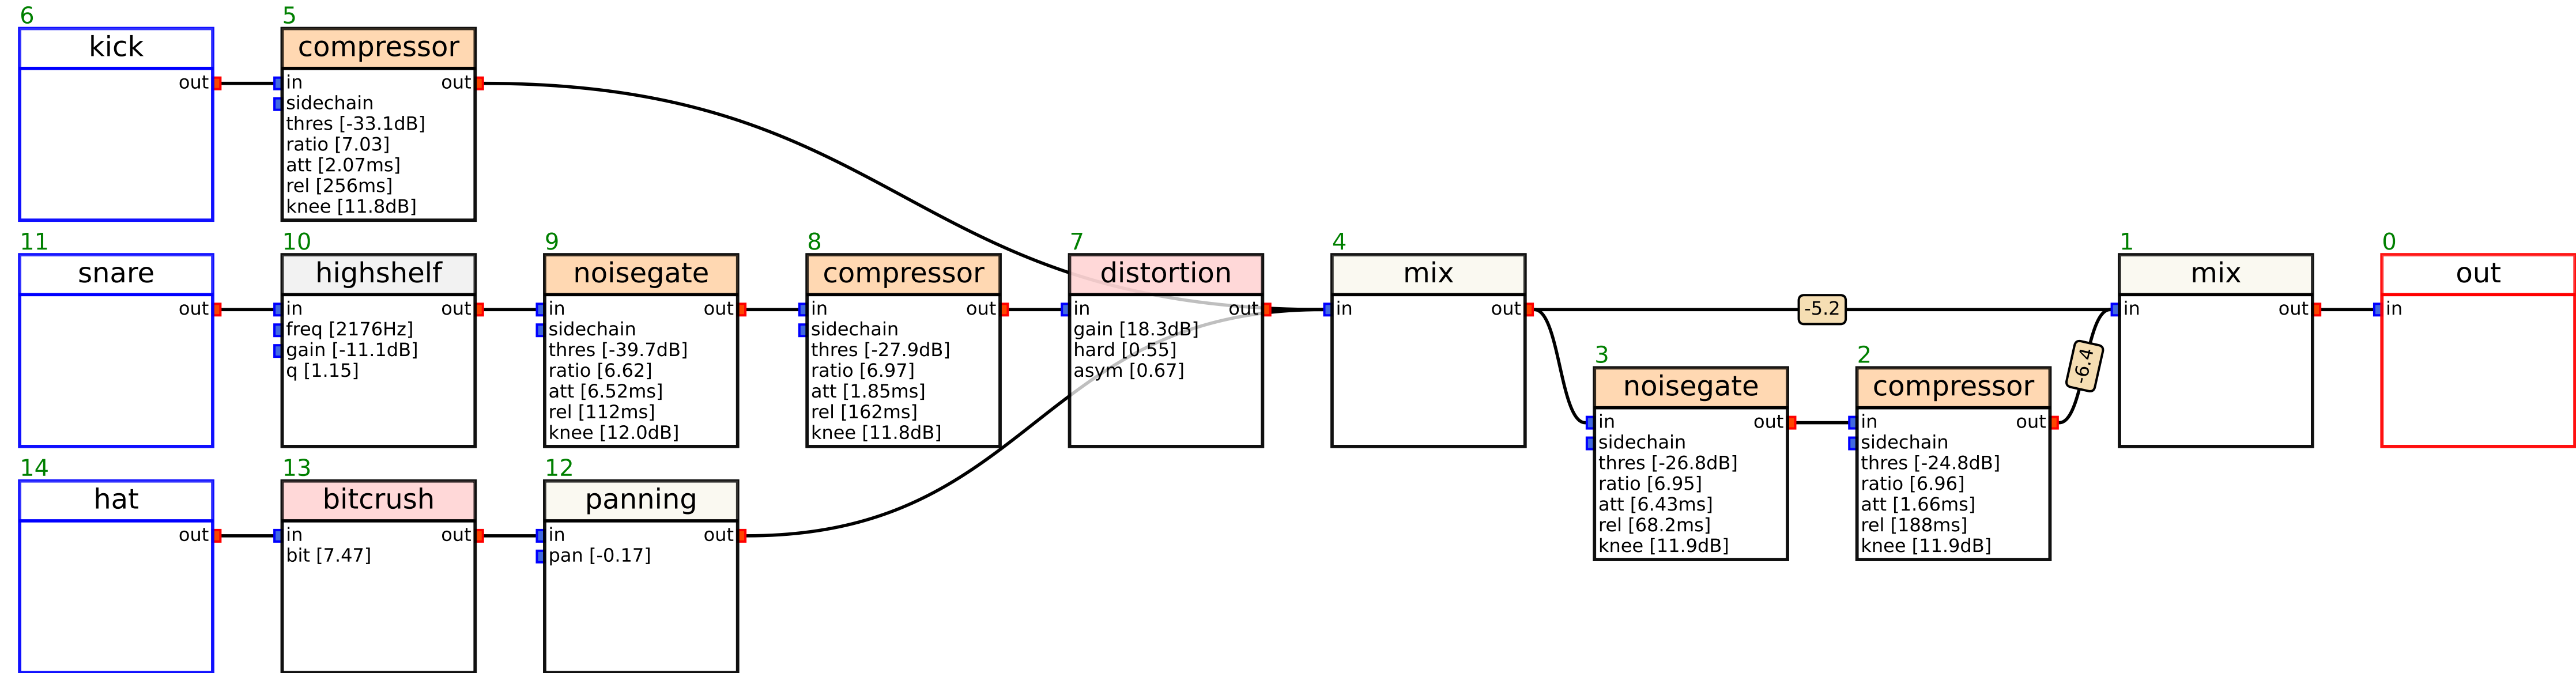 6
kick
out
5
compressor
in out
sidechain
thres [-33.1dB]
ratio [7.03]
att [2.07ms]
rel [256ms]
knee [11.8dB]
11
snare
out
10
highshelf
in out
freq [2176Hz]
gain [-11.1dB]
q [1.15]
9
noisegate
in out
sidechain
thres [-39.7dB]
ratio [6.62]
att [6.52ms]
rel [112ms]
knee [12.0dB]
8
compressor
in out
sidechain
thres [-27.9dB]
ratio [6.97]
att [1.85ms]
rel [162ms]
knee [11.8dB]
7
distortion
in out
gain [18.3dB]
hard [0.55]
asym [0.67]
4
mix
in out
-5.2
3
noisegate
in out
sidechain
thres [-26.8dB]
ratio [6.95]
att [6.43ms]
rel [68.2ms]
knee [11.9dB]
2
compressor
in out
sidechain
thres [-24.8dB]
ratio [6.96]
att [1.66ms]
rel [188ms]
knee [11.9dB]
-6.4
1
mix
in out
0
out
in
14
hat
out
13
bitcrush
in out
bit [7.47]
12
panning
in out
pan [-0.17]